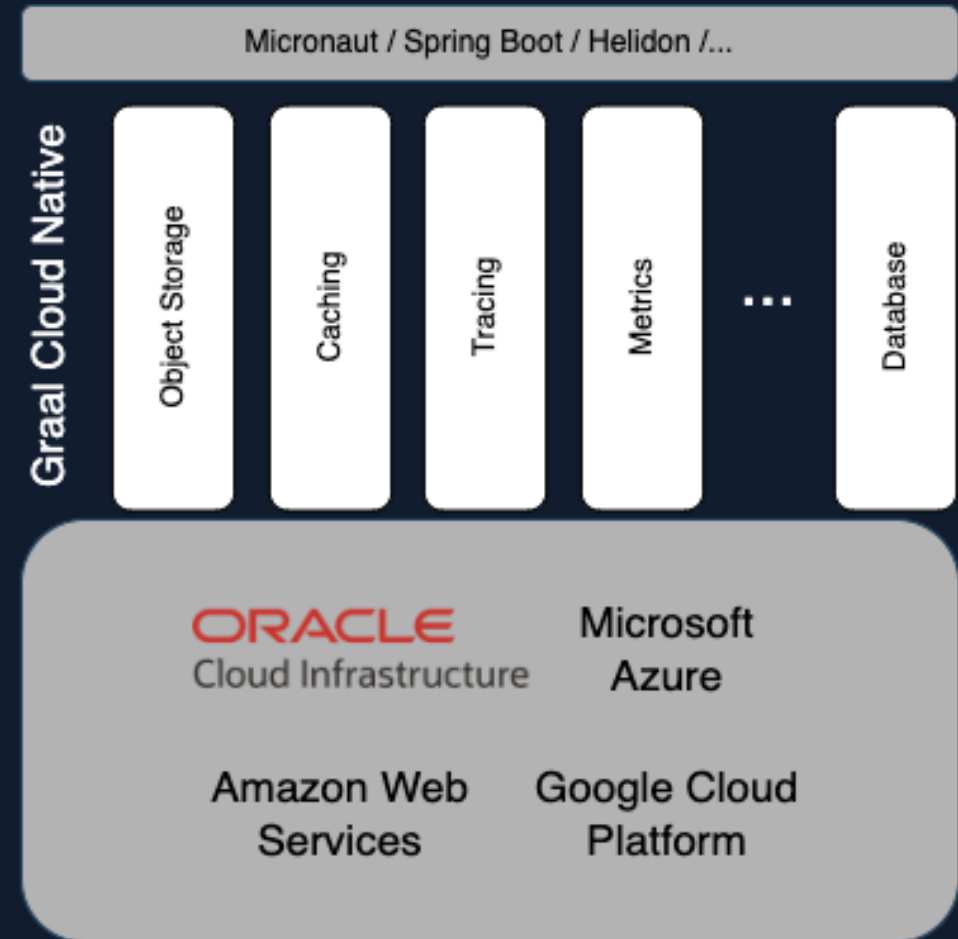 Micronaut / Spring Boot / Helidon /...
Graal Cloud Native
Object Storage
Caching
Tracing
Metrics
...
Database
ORACLE
Cloud Infrastructure
Microsoft
Azure
Amazon Web
Services
Google Cloud
Platform